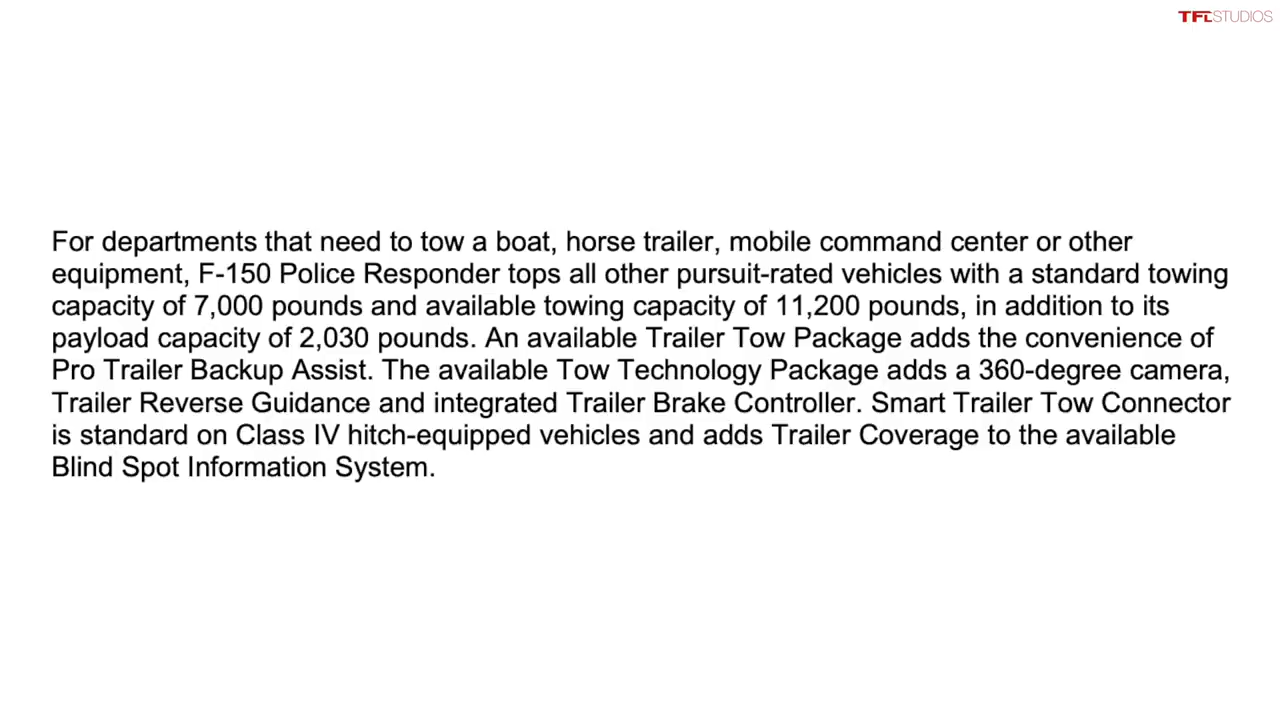 TFLSTUDIOS
For departments that need to tow a boat, horse trailer, mobile command center or other
equipment, F-150 Police Responder tops all other pursuit-rated vehicles with a standard towing
capacity of 7,000 pounds and available towing capacity of 11,200 pounds, in addition to its
payload capacity of 2,030 pounds. An available Trailer Tow Package adds the convenience of
Pro Trailer Backup Assist. The available Tow Technology Package adds a 360-degree camera,
Trailer Reverse Guidance and integrated Trailer Brake Controller. Smart Trailer Tow Connector
is standard on Class IV hitch-equipped vehicles and adds Trailer Coverage to the available
Blind Spot Information System.